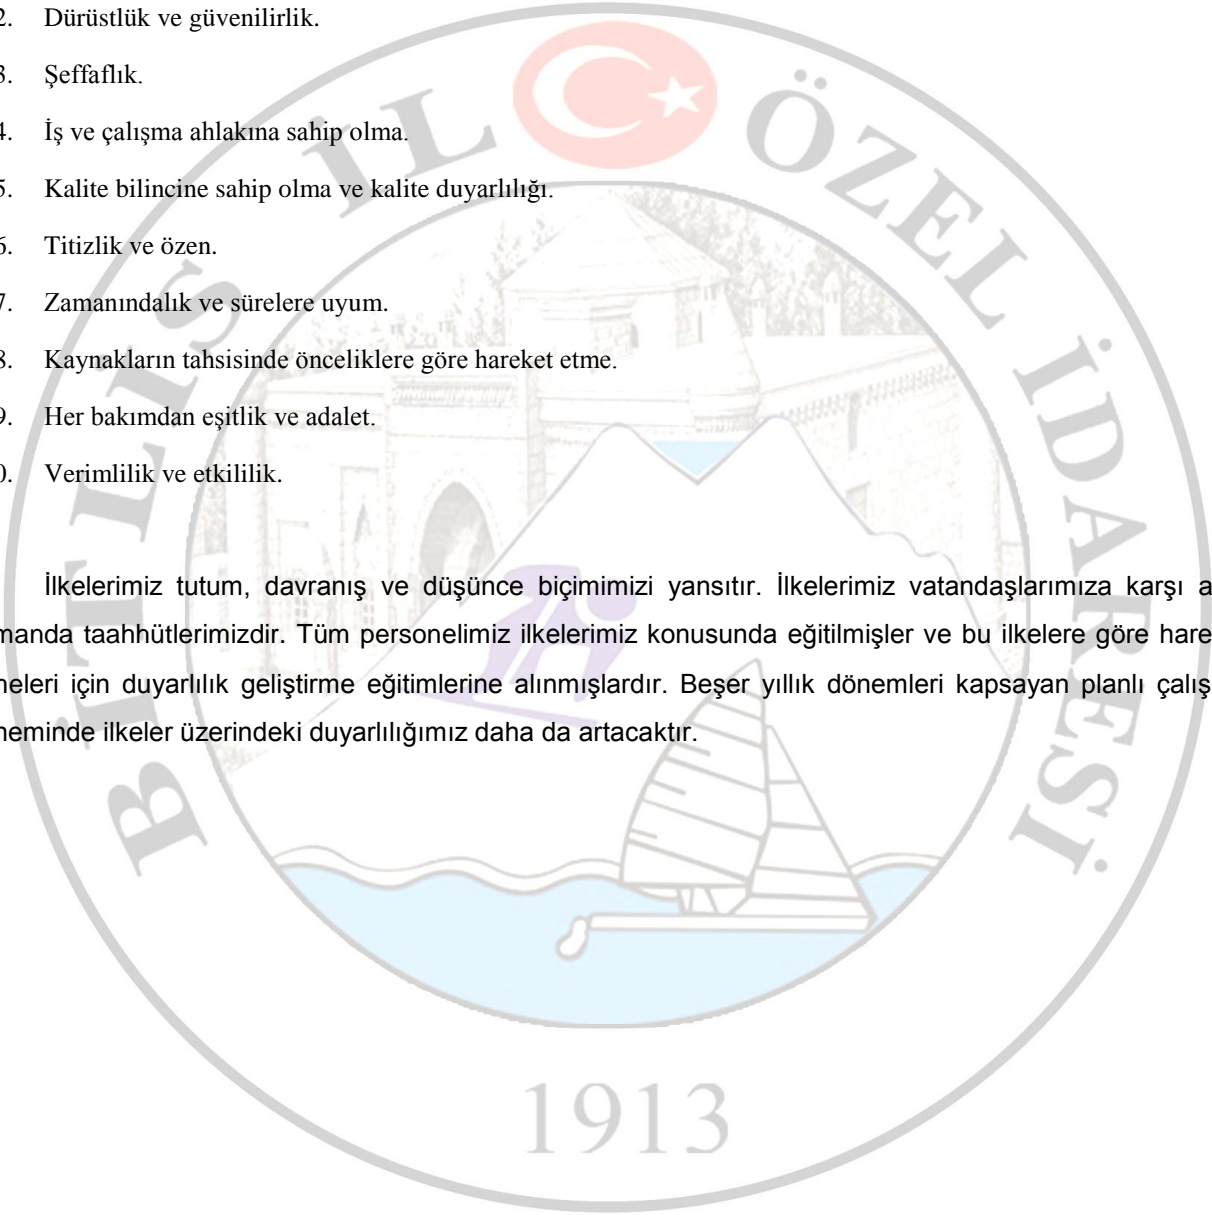 2. Dürüstlük ve güvenilirlik.
3. Şeffaflık.
4. İş ve çalışma ahlakına sahip olma.
5. Kalite bilincine sahip olma ve kalite duyarlılığı.
6. Titizlik ve özen.
7. Zamanındalık ve sürelere uyum.
8. Kaynakların tahsisinde önceliklere göre hareket etme.
9. Her bakımdan eşitlik ve adalet.
0. Verimlilik ve etkililik.
İlkelerimiz tutum, davranış ve düşünce biçimimizi yansıtır. İlkelerimiz vatandaşlarımıza karşı a
manda taahhütlerimizdir. Tüm personelimiz ilkelerimiz konusunda eğitilmişler ve bu ilkelere göre hare
neleri için duyarlılık geliştirme eğitimlerine alınmışlardır. Beşer yıllık dönemleri kapsayan planlı çalış
neminde ilkeler üzerindeki duyarlılığımız daha da artacaktır.
BİTLİS İL ÖZEL İDARESİ
1913